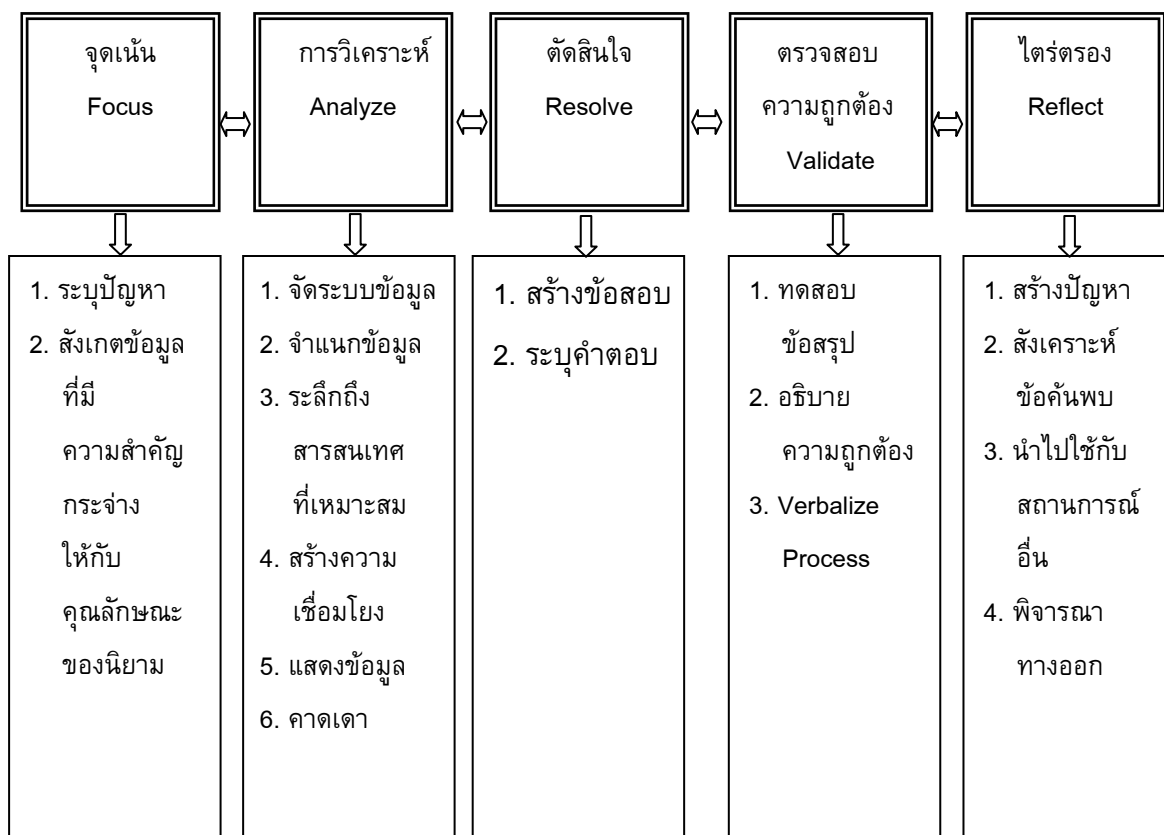 จุดเน้น
Focus
การวิเคราะห์
Analyze
ตัดสินใจ
Resolve
ตรวจสอบ
ความถูกต้อง
Validate
ไตร่ตรอง
Reflect
1. ระบุปัญหา
2. สังเกตข้อมูล
ที่มี
ความสำคัญ
กระจ่าง
ให้กับ
คุณลักษณะ
ของนิยาม
1. จัดระบบข้อมูล
2. จำแนกข้อมูล
3. ระลึกถึง
สารสนเทศ
ที่เหมาะสม
4. สร้างความ
เชื่อมโยง
5. แสดงข้อมูล
6. คาดเดา
1. สร้างข้อสอบ
2. ระบุคำตอบ
1. ทดสอบ
ข้อสรุป
2. อธิบาย
ความถูกต้อง
3. Verbalize
Process
1. สร้างปัญหา
2. สังเคราะห์
ข้อค้นพบ
3. นำไปใช้กับ
สถานการณ์
อื่น
4. พิจารณา
ทางออก